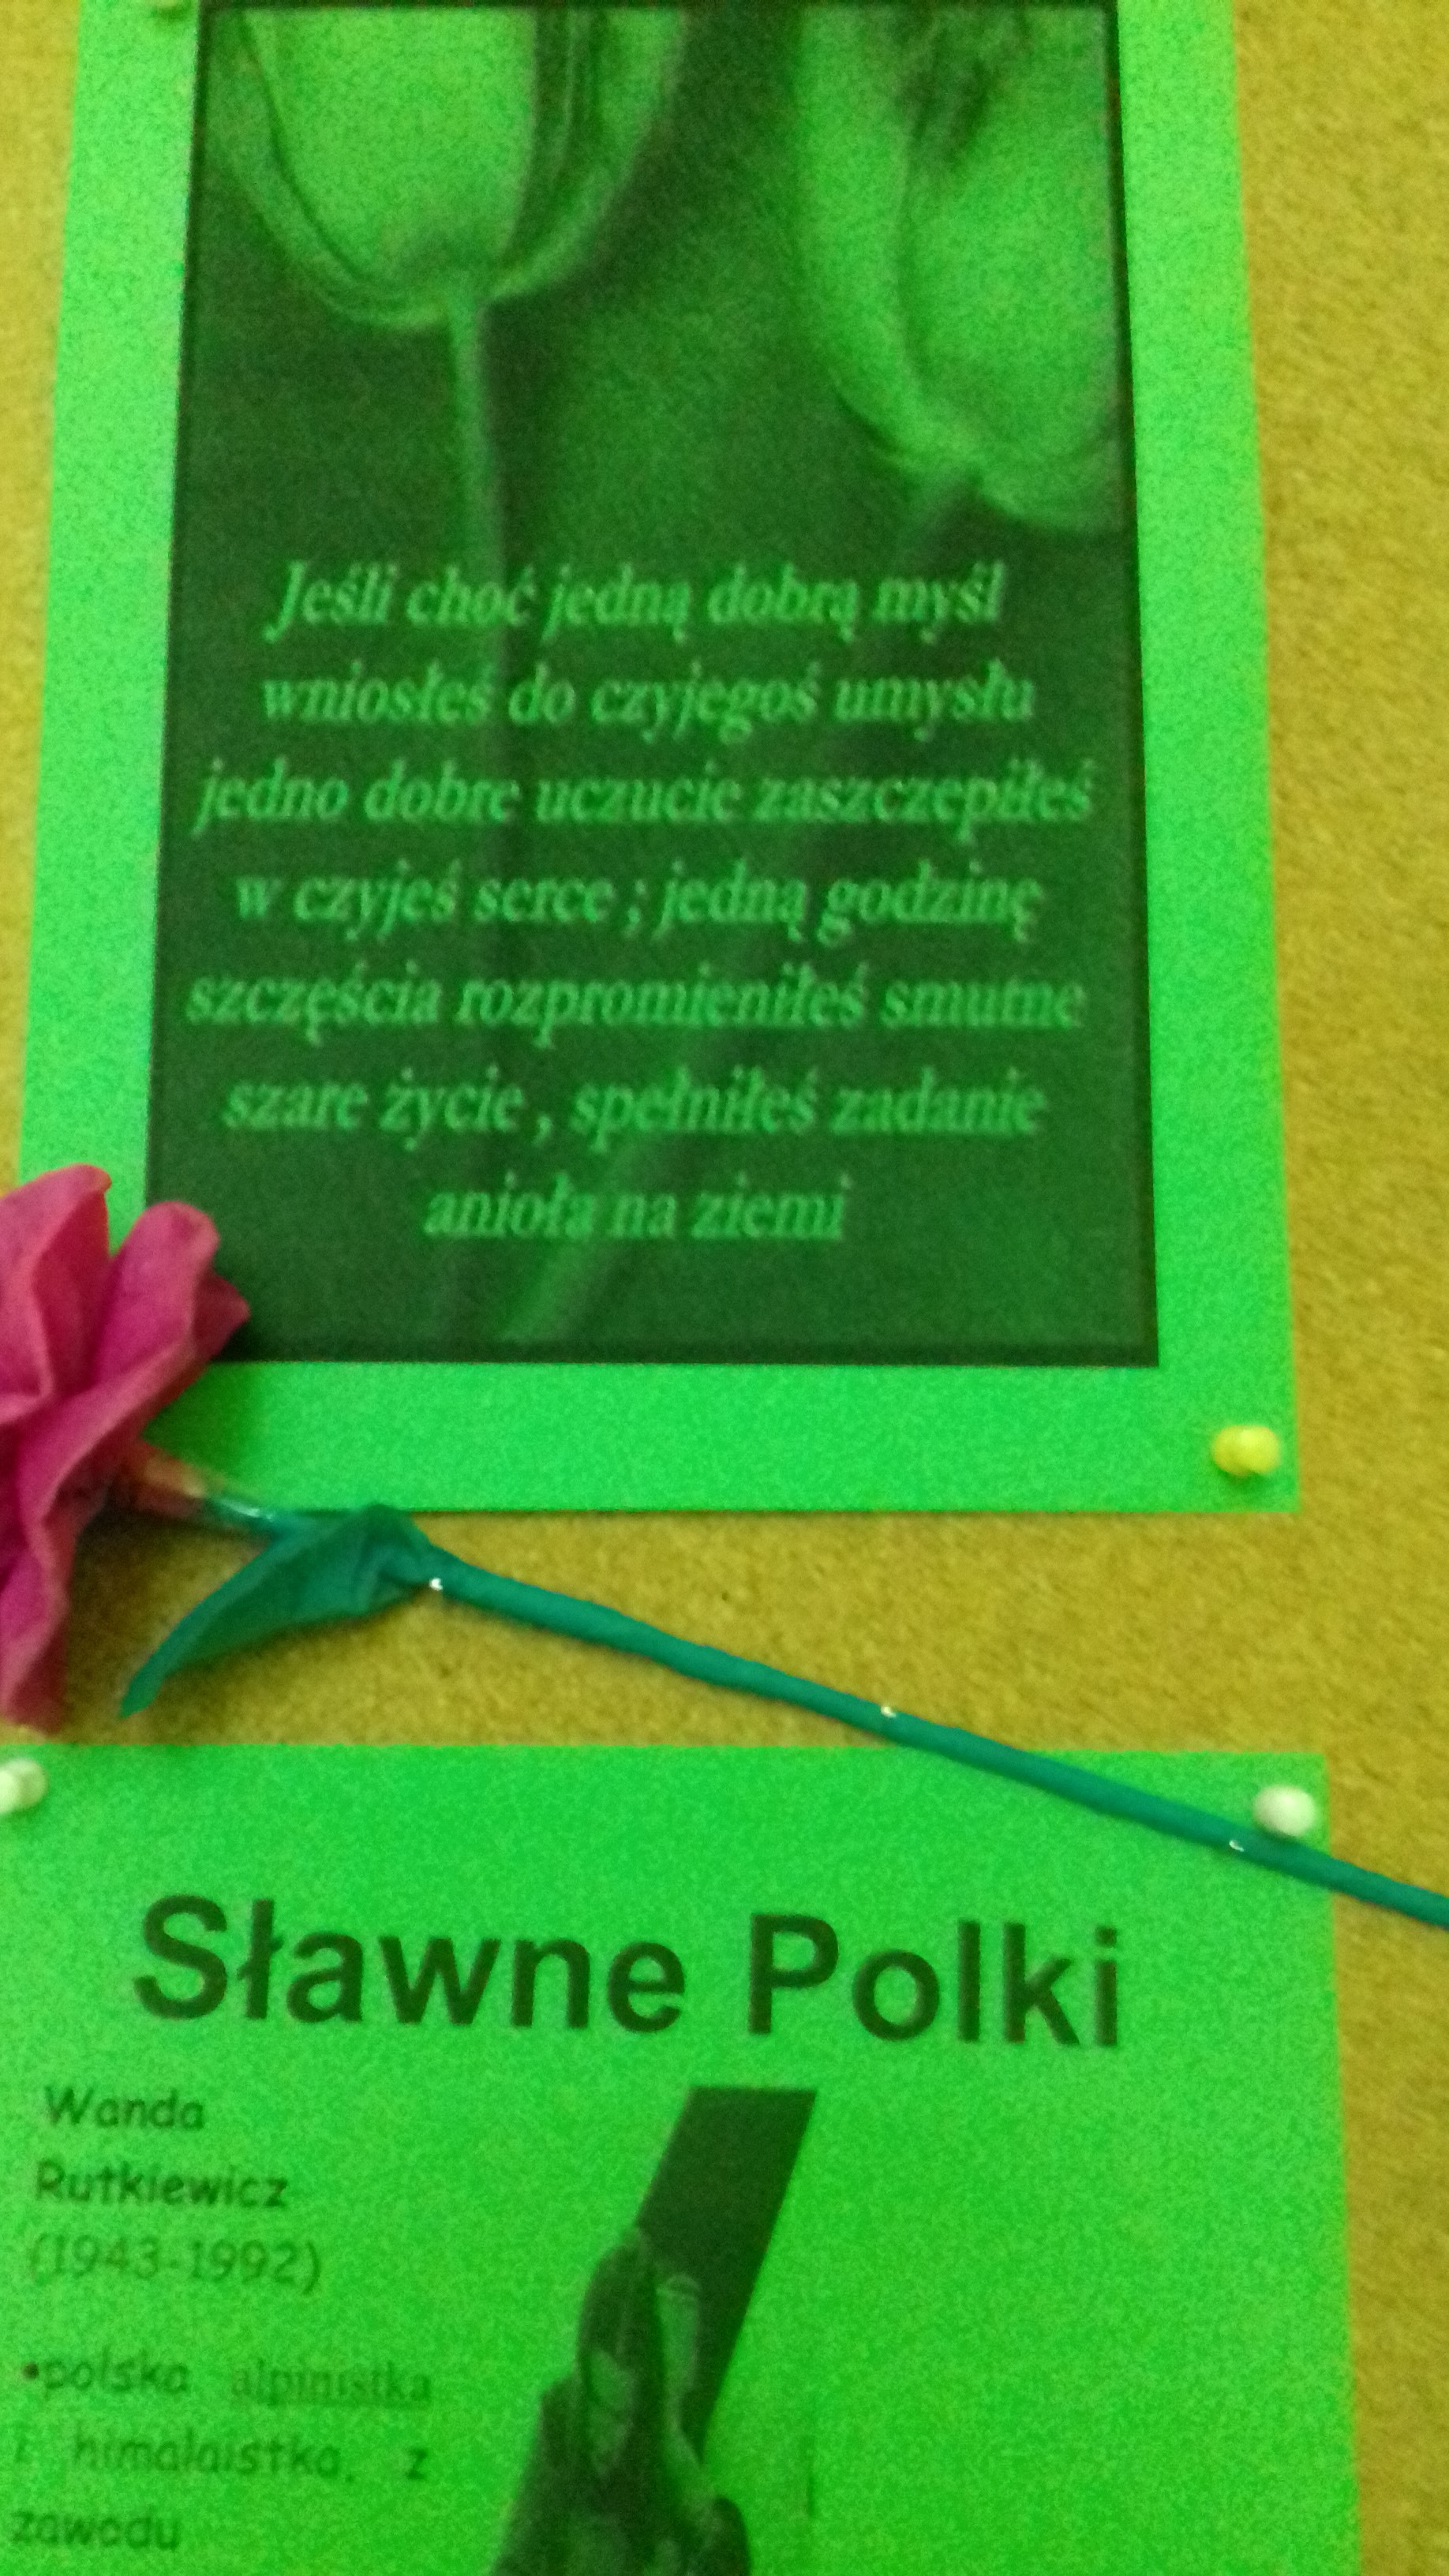 Jeśli choć jedną dobrą myśl
wniosłeś do czyjegoś umysłu
jedno dobre uczucie zaszczepiłeś
w czyjeś serce ; jedną godzinę
szczęścia rozpromieniłeś smutne
szare życie , spełniłeś zadanie
anioła na ziemi
Sławne Polki
Wanda
Rutkiewicz
(1943-1992)
•polska alpinistka
i himalaistka, z
zawodu